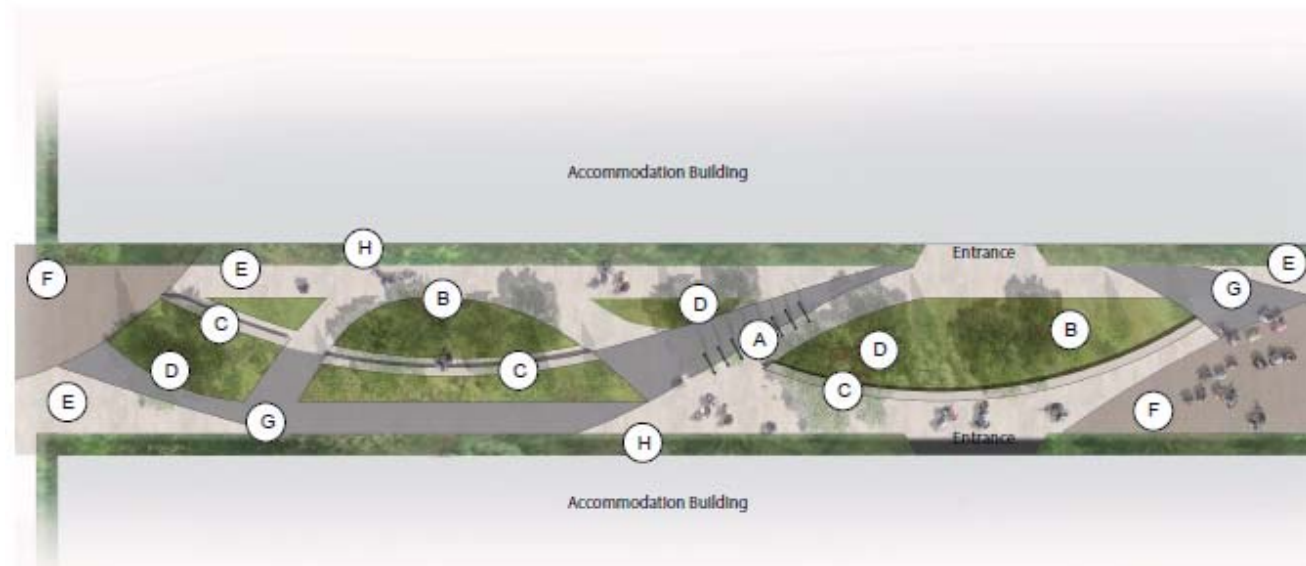 Accommodation Building
H
Entrance
E
F
E
B
D
G
C
A
B
D
C
D
C
E
F
G
H
Entrance
Accommodation Building